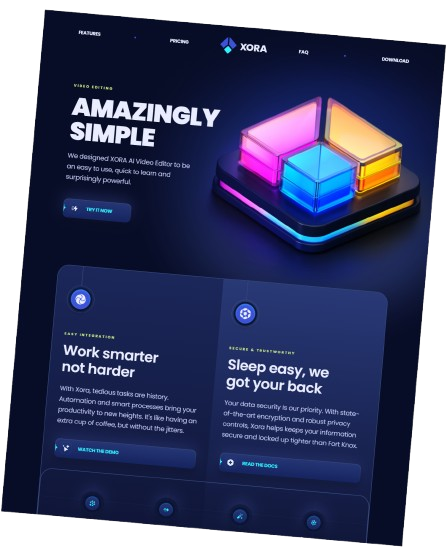 FEATURES
PRICING
XORA
FAQ
DOWNLOAD
VIDEO EDITING
AMAZINGLY
SIMPLE
We designed XORA AI Video Editor to be
an easy to use, quick to learn and
surprisingly powerful.
TRY IT NOW
EASY INTEGRATION
Work smarter
not harder
With Xora, tedious tasks are history.
Automation and smart processes bring your
productivity to new heights. It's like having an
extra cup of coffee, but without the jitters.
WATCH THE DEMO
SECURE & TRUSTWORTHY
Sleep easy, we
got your back
Your data security is our priority. With state-
of-the-art encryption and robust privacy
controls, Xora helps keeps your information
secure and locked up tighter than Fort Knox.
READ THE DOCS